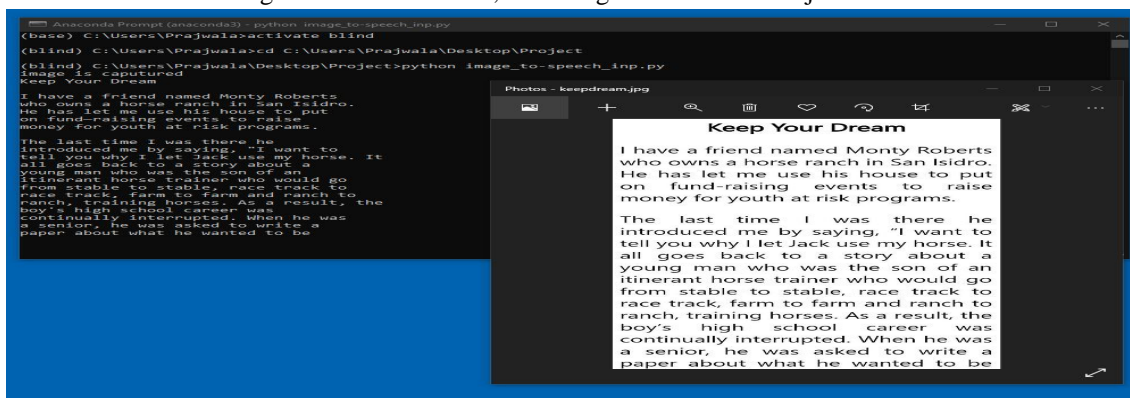 Anaconda Prompt (anaconda3) - python image_to-speech_inp.py
(base) C:\Users\Prajwala>activate blind
(blind) C:\Users\Prajwala>cd C:\Users\Prajwala\Desktop\Project
(blind) C:\Users\Prajwala\Desktop\Project>python image_to-speech_inp.py
image is caputured
Keep Your Dream
I have a friend named Monty Roberts
who owns a horse ranch in San Isidro.
He has let me use his house to put
on fund-raising events to raise
money for youth at risk programs.
The last time I was there he
introduced me by saying, "I want to
tell you why I let Jack use my horse. It
all goes back to a story about a
young man who was the son of an
itinerant horse trainer who would go
from stable to stable, race track to
race track, farm to farm and ranch to
ranch, training horses. As a result, the
boy's high school career was
continually interrupted. When he was
a senior, he was asked to write a
paper about what he wanted to be
Photos - keepdream.jpg
Keep Your Dream
I have a friend named Monty Roberts
who owns a horse ranch in San Isidro.
He has let me use his house to put
on fund-raising events to raise
money for youth at risk programs.
The last time I was there he
introduced me by saying, "I want to
tell you why I let Jack use my horse. It
all goes back to a story about a
young man who was the son of an
itinerant horse trainer who would go
from stable to stable, race track to
race track, farm to farm and ranch to
ranch, training horses. As a result, the
boy's high school career was
continually interrupted. When he was
a senior, he was asked to write a
paper about what he wanted to be